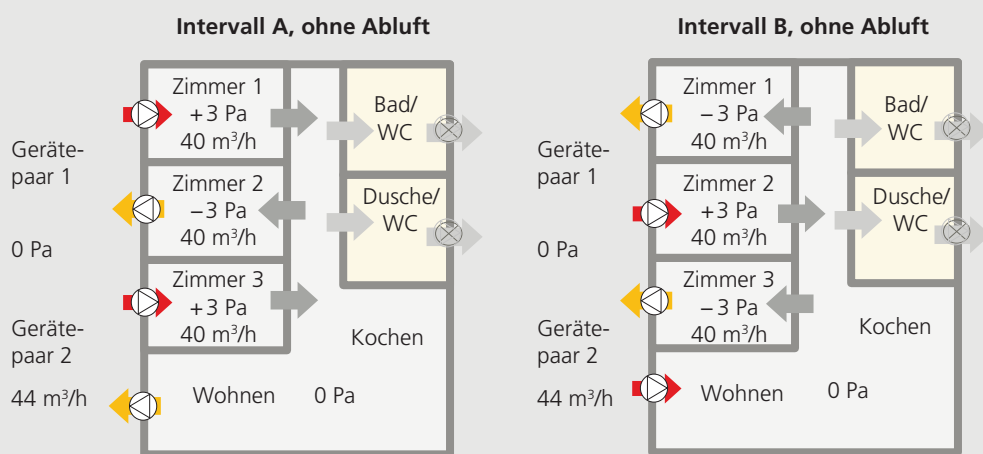 Intervall A, ohne Abluft
Zimmer 1
+3 Pa
40 m³/h
Bad/
WC
Geräte-
paar 1
Zimmer 2
–3 Pa
40 m³/h
Dusche/
WC
0 Pa
Zimmer 3
+3 Pa
40 m³/h
Geräte-
paar 2
Kochen
44 m³/h
Wohnen
0 Pa
Intervall B, ohne Abluft
Zimmer 1
–3 Pa
40 m³/h
Bad/
WC
Geräte-
paar 1
Zimmer 2
+3 Pa
40 m³/h
Dusche/
WC
0 Pa
Zimmer 3
–3 Pa
40 m³/h
Geräte-
paar 2
Kochen
44 m³/h
Wohnen
0 Pa